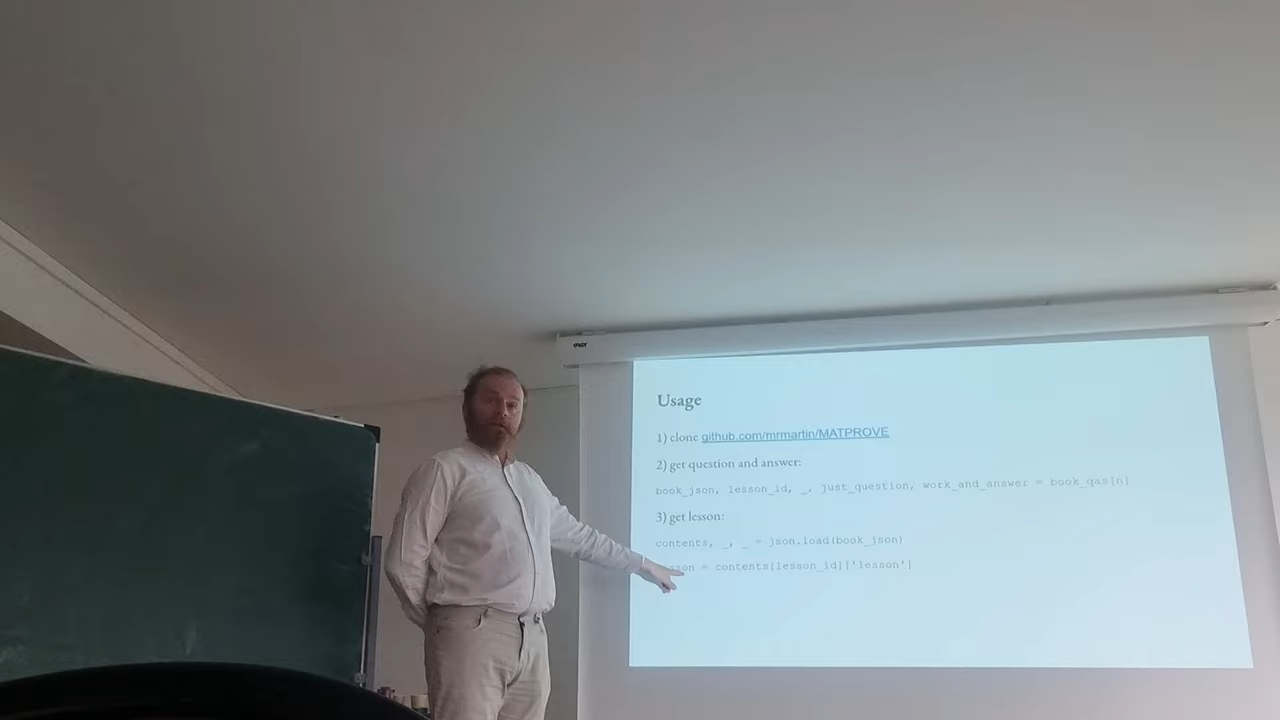 Usage
1) clone github.com/mrmartin/MATPROVE
2) get question and answer:
book_json, lesson_id, _, just_question, work_and_answer = book_qas[n]
3) get lesson:
contents, _, _ = json.load(book_json)
= contents[lesson_id]['lesson']